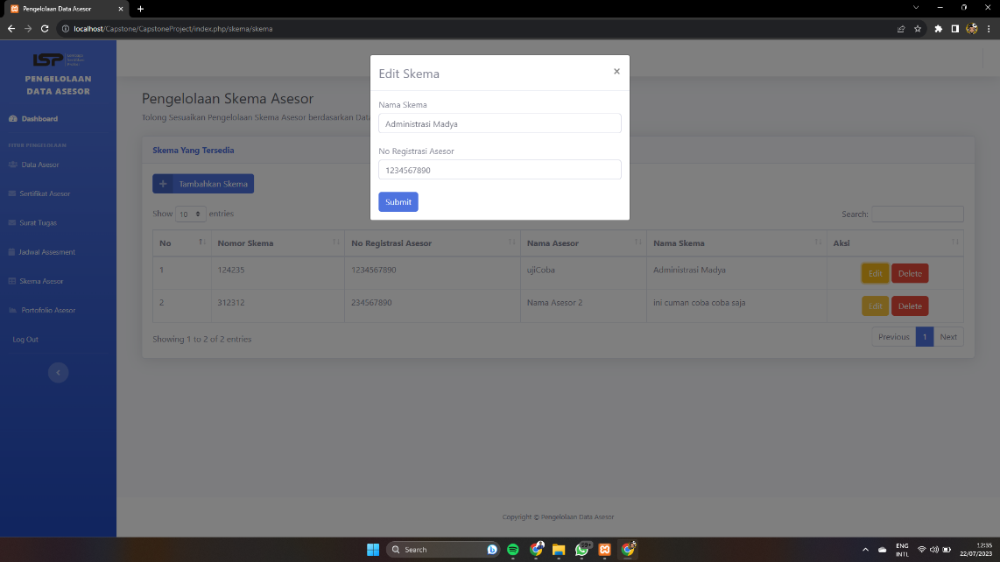 Pengelolaan Data Asesor
localhost/Capstone/CapstoneProject/index.php/skema/skema
LSP
PENGELOLAAN
DATA ASESOR
Dashboard
FITUR PENGELOLAAN
Data Asesor
Sertifikat Asesor
Surat Tugas
Jadwal Assesment
Skema Asesor
Portofolio Asesor
Log Out
Edit Skema
×
Nama Skema
Administrasi Madya
No Registrasi Asesor
1234567890
Submit
Pengelolaan Skema Asesor
Tolong Sesuaikan Pengelolaan Skema Asesor berdasarkan Data
Skema Yang Tersedia
Tambahkan Skema
Show 10 entries
Search:
No Nomor Skema No Registrasi Asesor Nama Asesor Nama Skema Aksi
1 124235 1234567890 ujiCoba Administrasi Madya Edit Delete
2 312312 234567890 Nama Asesor 2 ini cuman coba coba saja Edit Delete
Showing 1 to 2 of 2 entries
Previous 1 Next
Copyright © Pengelolaan Data Asesor
Search
99+
ENG
INTL
12:35
22/07/2023